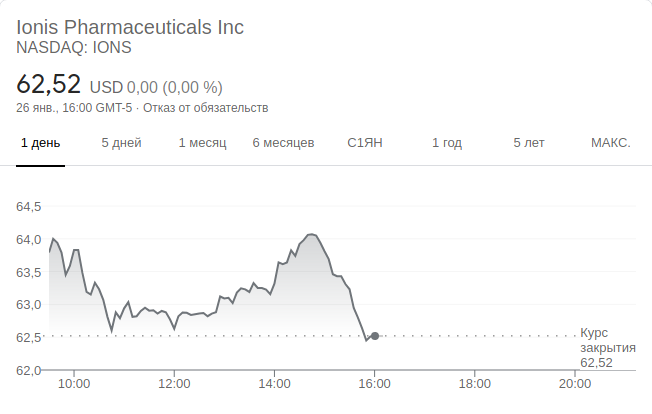 Ionis Pharmaceuticals Inc
NASDAQ: IONS
62,52 USD 0,00 (0,00 %)
26 янв., 16:00 GMT-5 · Отказ от обязательств
1 день 5 дней 1 месяц 6 месяцев С1ЯН 1 год 5 лет МАКС.
64,5
64,0
63,5
63,0
62,5
62,0
Курс
закрытия
62,52
10:00 12:00 14:00 16:00 18:00 20:00